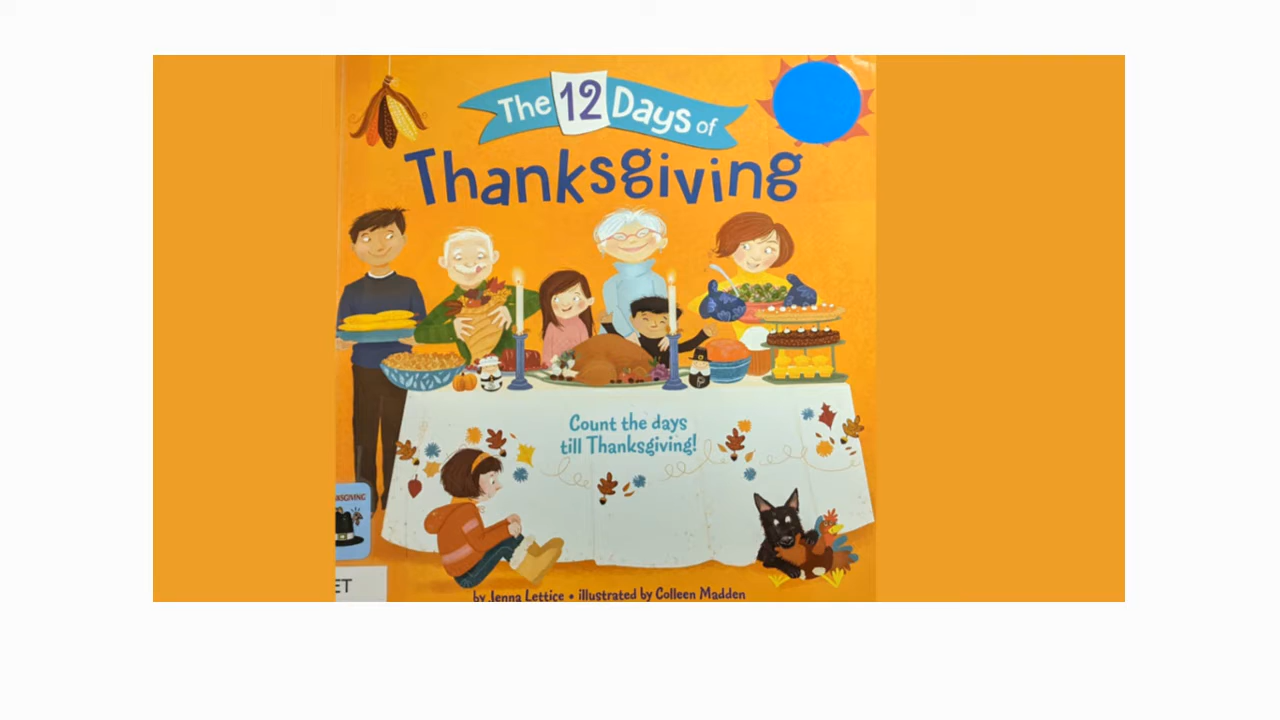 The 12 Days of
Thanksgiving
Count the days
till Thanksgiving!
by Jenna Lettice • illustrated by Colleen Madden